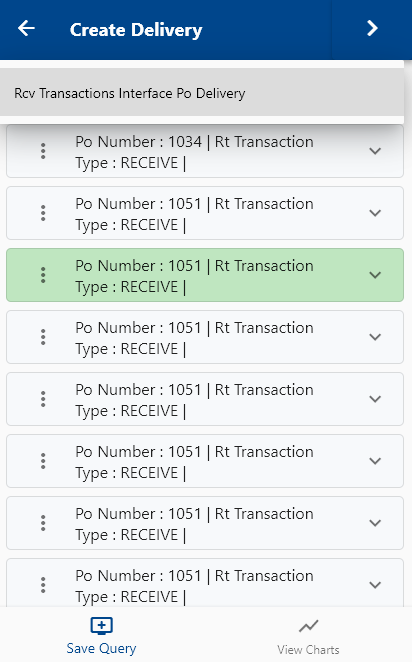 Create Delivery
Rcv Transactions Interface Po Delivery
Po Number : 1034 | Rt Transaction
Type : RECEIVE |
Po Number : 1051 | Rt Transaction
Type : RECEIVE |
Po Number : 1051 | Rt Transaction
Type : RECEIVE |
Po Number : 1051 | Rt Transaction
Type : RECEIVE |
Po Number : 1051 | Rt Transaction
Type : RECEIVE |
Po Number : 1051 | Rt Transaction
Type : RECEIVE |
Po Number : 1051 | Rt Transaction
Type : RECEIVE |
Po Number : 1051 | Rt Transaction
Type : RECEIVE |
Save Query
View Charts